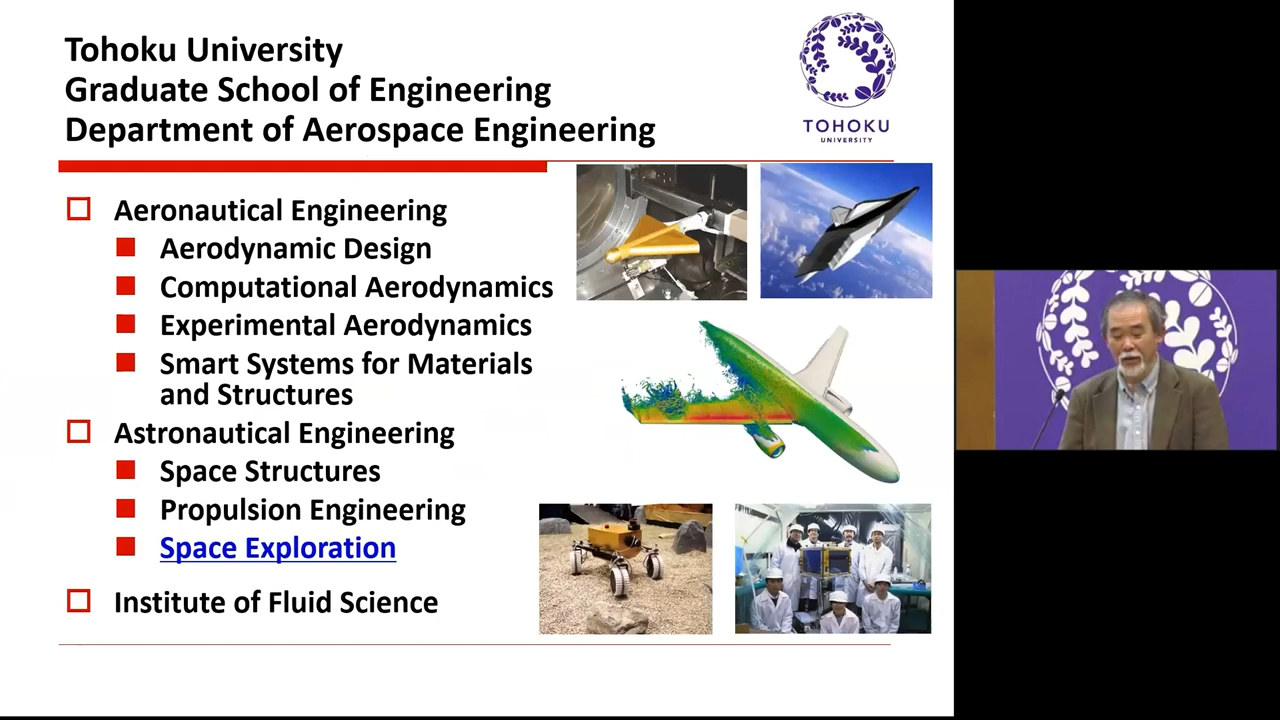 Tohoku University
Graduate School of Engineering
Department of Aerospace Engineering
TOHOKU
UNIVERSITY
Aeronautical Engineering
Aerodynamic Design
Computational Aerodynamics
Experimental Aerodynamics
Smart Systems for Materials
and Structures
Astronautical Engineering
Space Structures
Propulsion Engineering
Space Exploration
Institute of Fluid Science